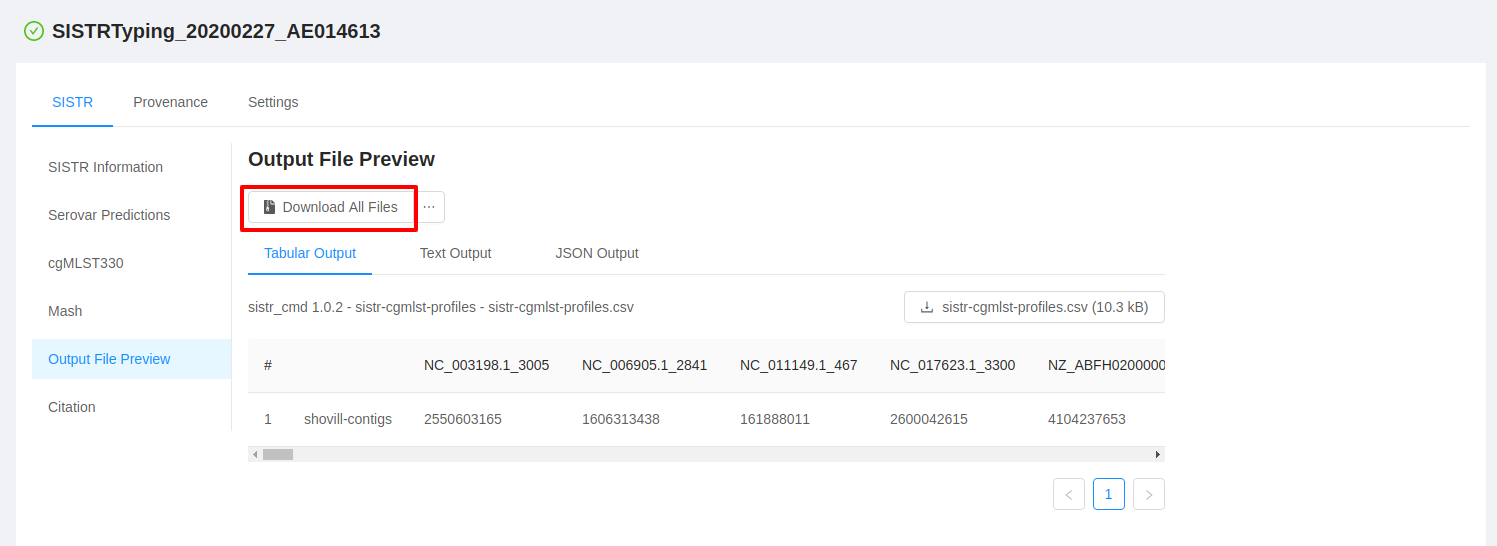 SISTRTyping_20200227_AE014613
SISTR Provenance Settings
SISTR Information
Serovar Predictions
cgMLST330
Mash
Output File Preview
Citation
Output File Preview
Download All Files ···
Tabular Output Text Output JSON Output
sistr_cmd 1.0.2 - sistr-cgmlst-profiles - sistr-cgmlst-profiles.csv sistr-cgmlst-profiles.csv (10.3 kB)
# NC_003198.1_3005 NC_006905.1_2841 NC_011149.1_467 NC_017623.1_3300 NZ_ABFH0200000
1 shovill-contigs 2550603165 1606313438 161888011 2600042615 4104237653
< 1 >